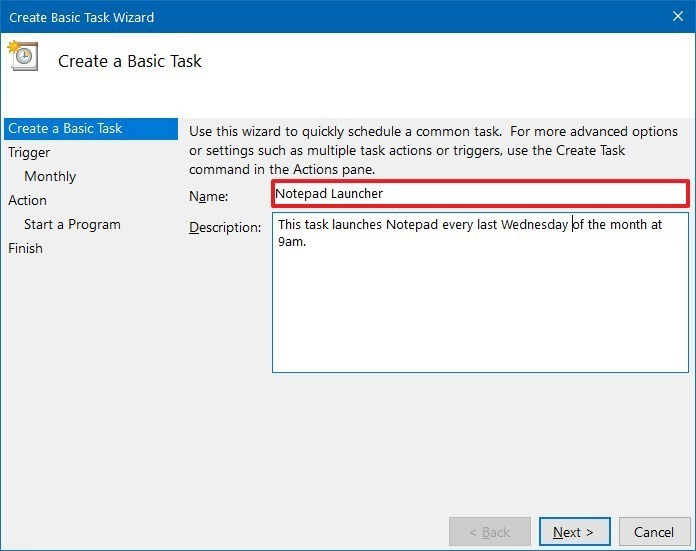 Create Basic Task Wizard
Create a Basic Task
Create a Basic Task
Trigger
Monthly
Action
Start a Program
Finish
Use this wizard to quickly schedule a common task.  For more advanced options
or settings such as multiple task actions or triggers, use the Create Task
command in the Actions pane.
Name:
Notepad Launcher
Description:
This task launches Notepad every last Wednesday of the month at
9am.
< Back
Next >
Cancel